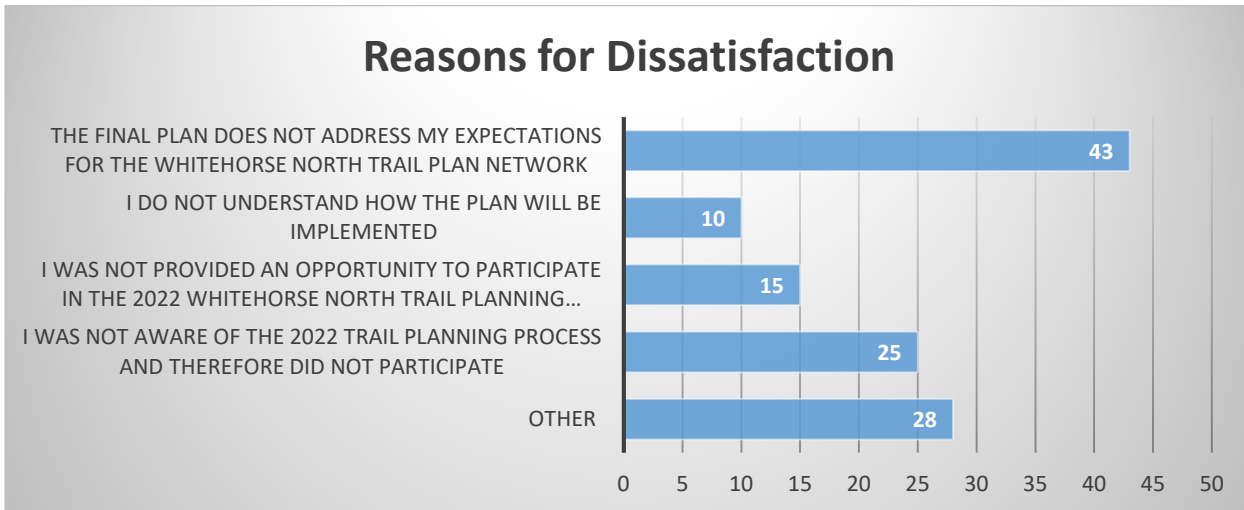 Reasons for Dissatisfaction
THE FINAL PLAN DOES NOT ADDRESS MY EXPECTATIONS
FOR THE WHITEHORSE NORTH TRAIL PLAN NETWORK
43
I DO NOT UNDERSTAND HOW THE PLAN WILL BE
IMPLEMENTED
10
I WAS NOT PROVIDED AN OPPORTUNITY TO PARTICIPATE
IN THE 2022 WHITEHORSE NORTH TRAIL PLANNING…
15
I WAS NOT AWARE OF THE 2022 TRAIL PLANNING PROCESS
AND THEREFORE DID NOT PARTICIPATE
25
OTHER
28
0 5 10 15 20 25 30 35 40 45 50